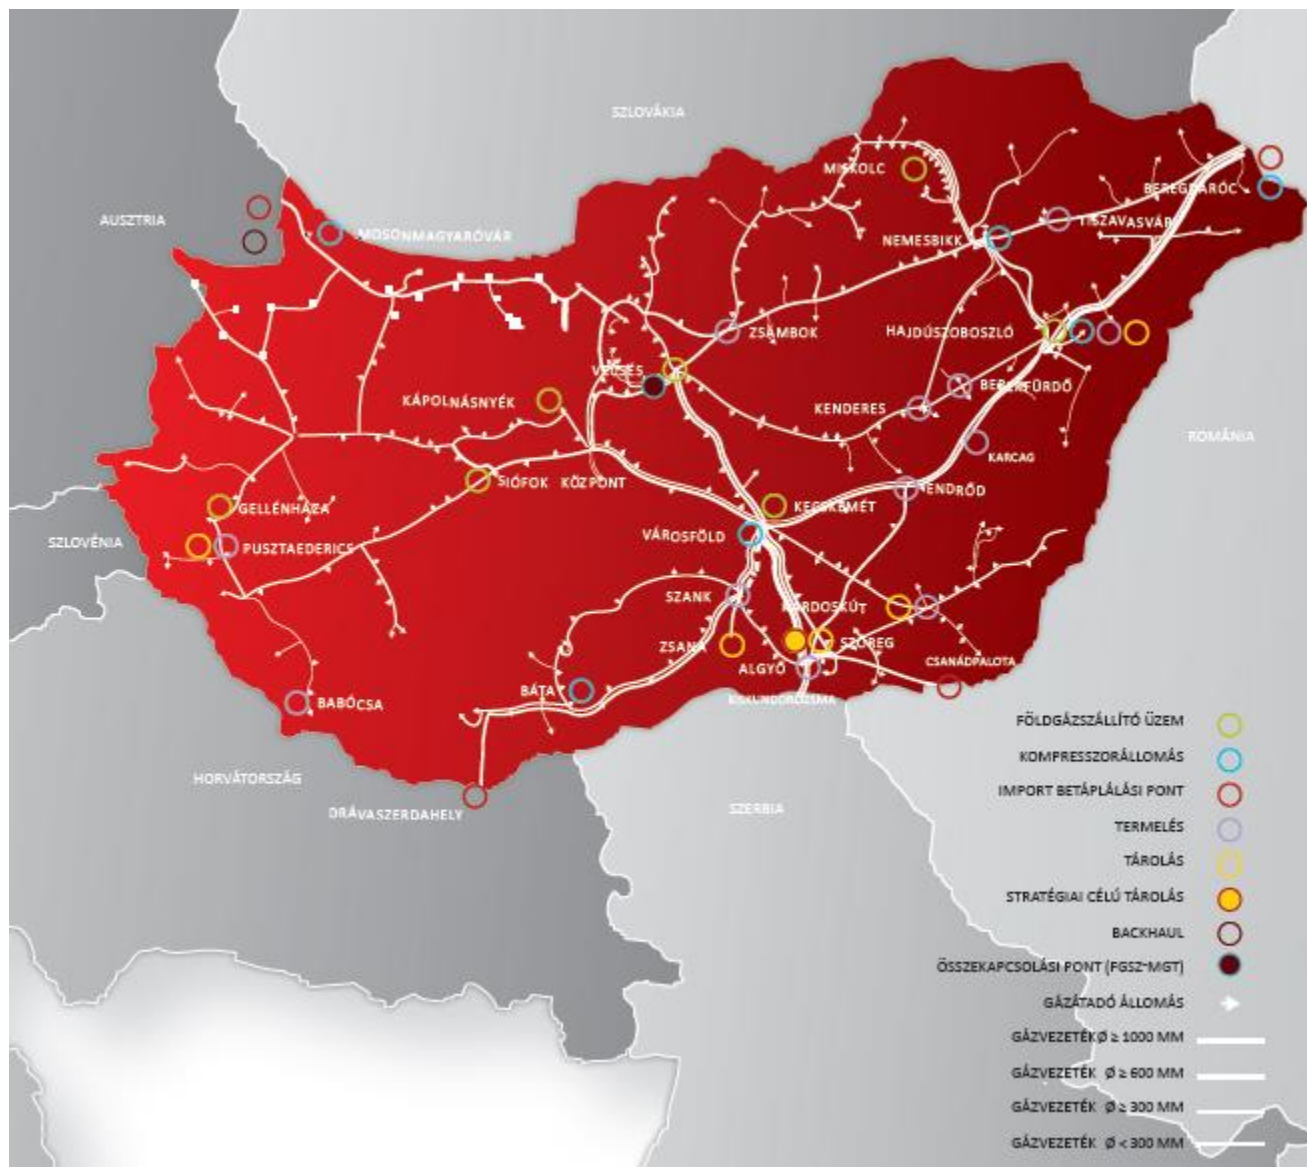 SZLOVÁKIA
MISKOLC
BEREGDARÓC
AUSZTRIA
TISZAVASVÁRI
MOSONMAGYARÓVÁR
NEMESBIKK
ZSÁMBOK
HAJDÚSZOBOSZLÓ
VECSÉS
BEREKFÜRDŐ
KÁPOLNÁSNYÉK
KENDERES
ROMÁNIA
KARCAG
SIÓFOK KÖZPONT
ENDRŐD
GELLÉNHÁZA
KECSKEMÉT
VÁROSFÖLD
SZLOVÉNIA
PUSZTAEDERICS
SZANK
KARDOSKÚT
ZSANA
SZŐREG
CSANÁDPALOTA
ALGYŐ
BÁTA
KISKUNDOROZSMA
BABÓCSA
FÖLDGÁZSZÁLLÍTÓ ÜZEM
KOMPRESSZORÁLLOMÁS
HORVÁTORSZÁG
IMPORT BETÁPLÁLÁSI PONT
SZERBIA
DRÁVASZERDAHELY
TERMELÉS
TÁROLÁS
STRATÉGIAI CÉLÚ TÁROLÁS
BACKHAUL
ÖSSZEKAPCSOLÁSI PONT (FGSZ-MGT)
GÁZÁTADÓ ÁLLOMÁS
GÁZVEZETÉK Ø ≥ 1000 MM
GÁZVEZETÉK Ø ≥ 600 MM
GÁZVEZETÉK Ø ≥ 300 MM
GÁZVEZETÉK Ø < 300 MM